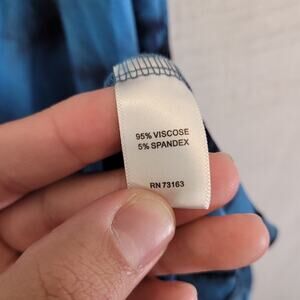 95% VISCOSE
5% SPANDEX
RN 73163